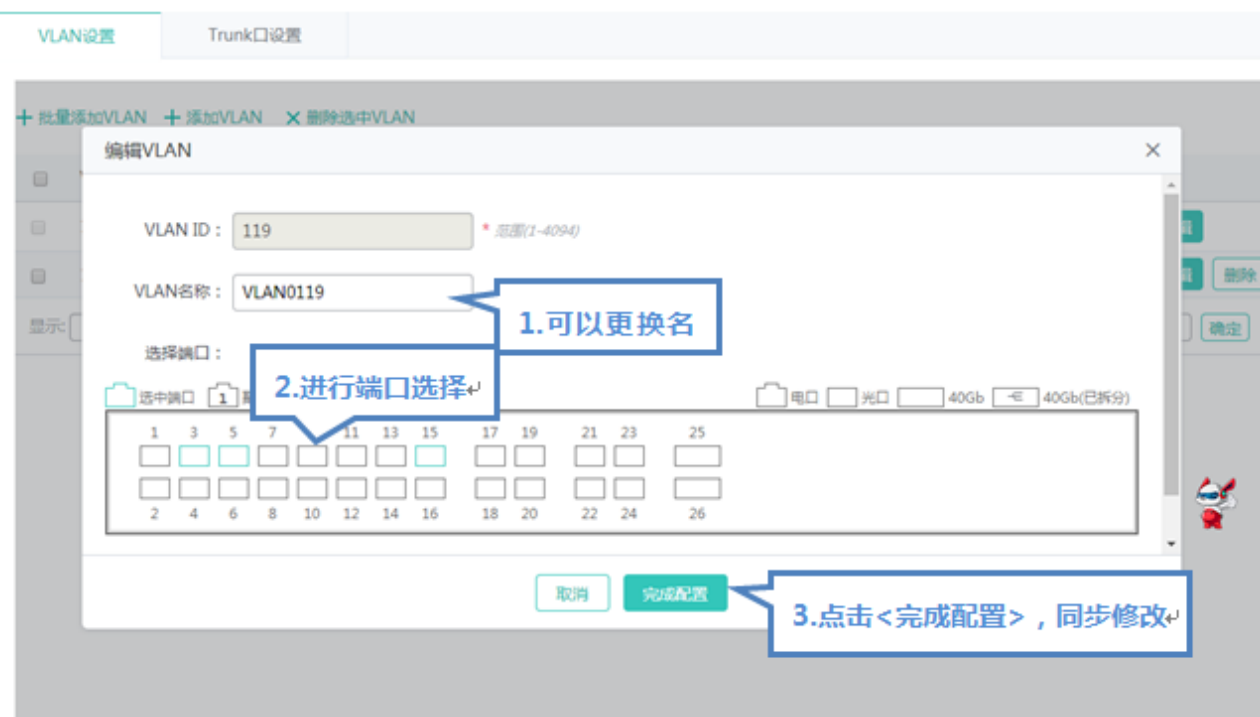 VLAN设置 Trunk口设置
批量添加VLAN 添加VLAN 删除选中VLAN
编辑VLAN
VLAN ID： 119 * 范围(1-4094)
删除
VLAN名称： VLAN0119
1.可以更换名
显示: 确定
选择端口：
2.进行端口选择
选中端口 1 电口 光口 40Gb 40Gb(已拆分)
1 3 5 7 11 13 15 17 19 21 23 25
2 4 6 8 10 12 14 16 18 20 22 24 26
取消 完成配置
3.点击<完成配置>，同步修改